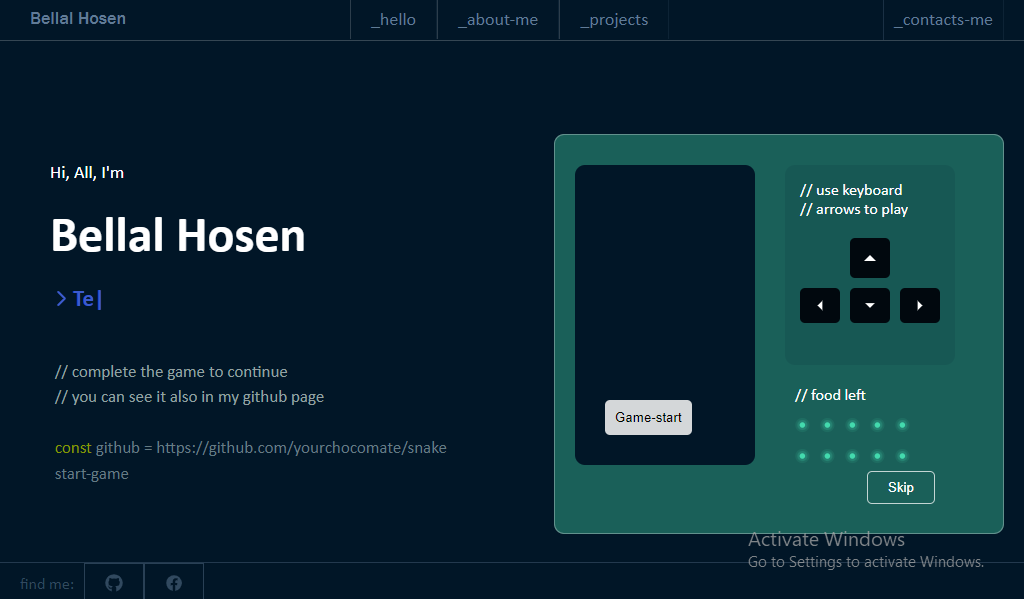 Bellal Hosen
_hello
_about-me
_projects
_contacts-me
Hi, All, I'm
Bellal Hosen
> Te|
// complete the game to continue
// you can see it also in my github page
const github = https://github.com/yourchocomate/snake
start-game
Game-start
// use keyboard
// arrows to play
// food left
Skip
Activate Windows
Go to Settings to activate Windows.
find me: